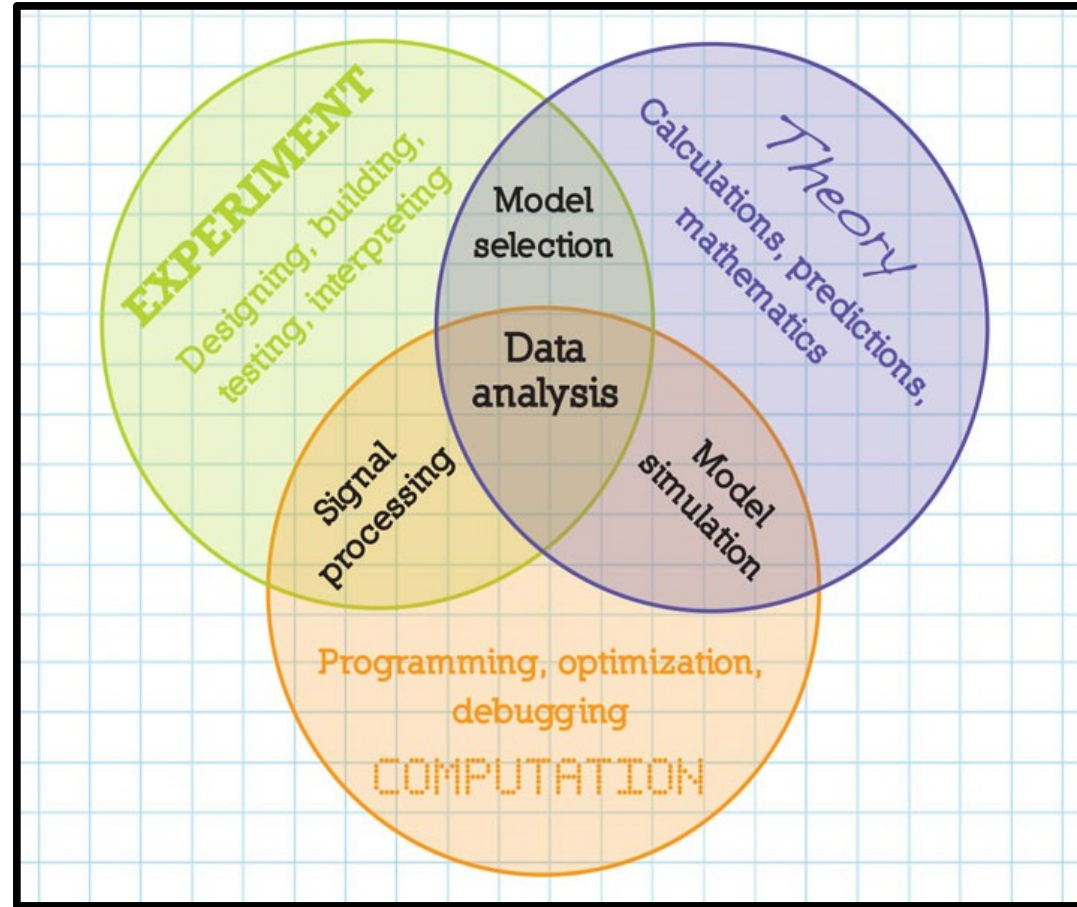 EXPERIMENT
Designing, building,
testing, interpreting
Theory
Calculations, predictions,
mathematics
Model
selection
Data
analysis
Signal
processing
Model
simulation
Programming, optimization,
debugging
COMPUTATION